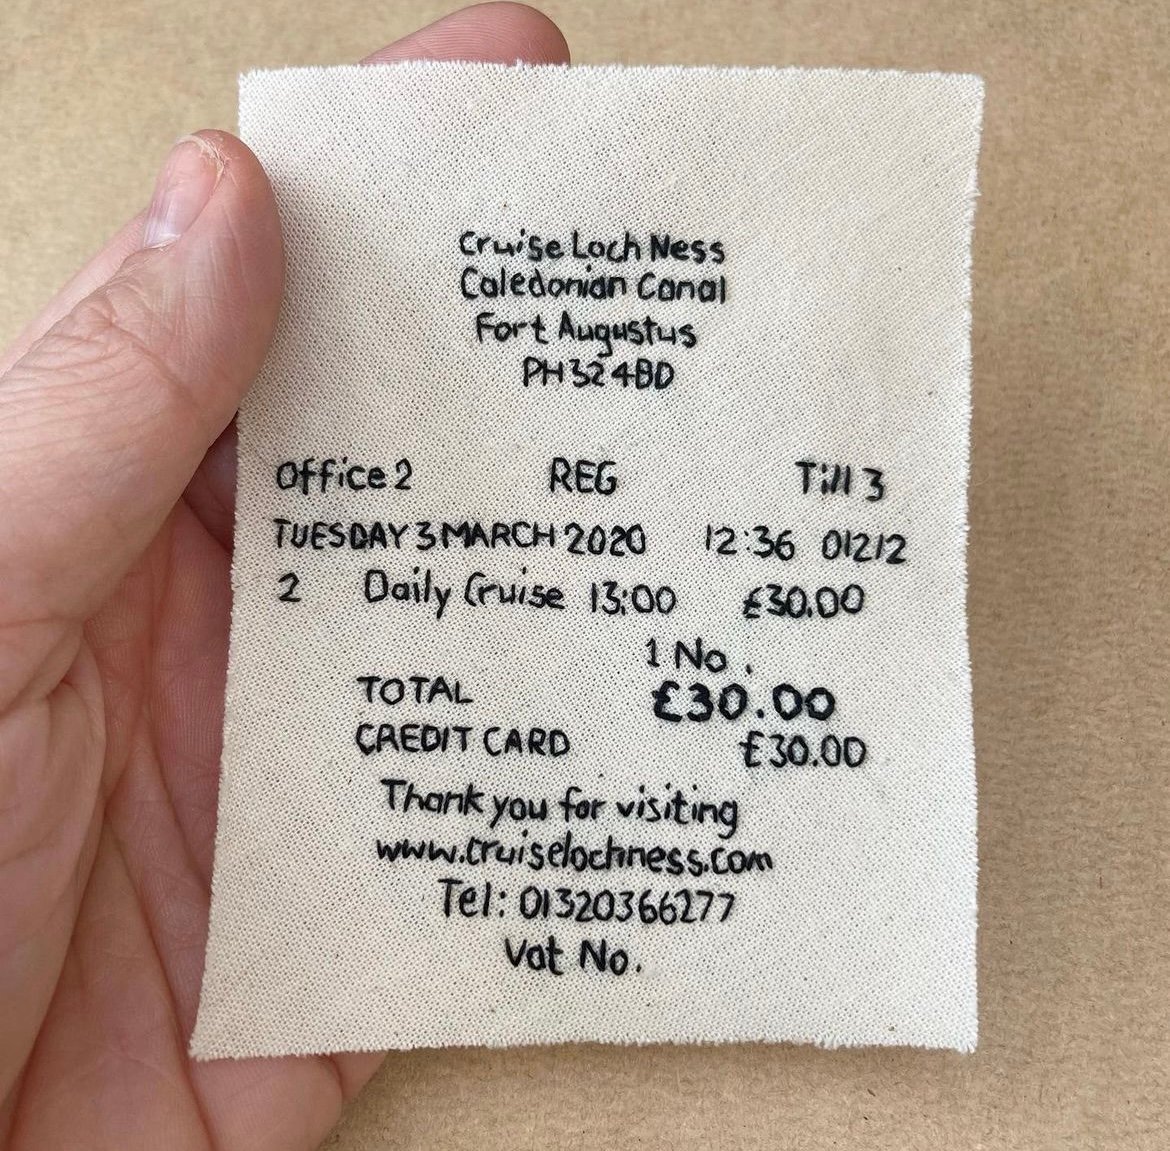 Cruise Loch Ness
Caledonian Canal
Fort Augustus
PH32 4BD
Office 2 REG Till 3
TUESDAY 3 MARCH 2020 12:36 01212
2 Daily Cruise 13:00 £30.00
1 No.
TOTAL £30.00
CREDIT CARD £30.00
Thank you for visiting
www.cruiselochness.com
Tel: 01320366277
Vat No.